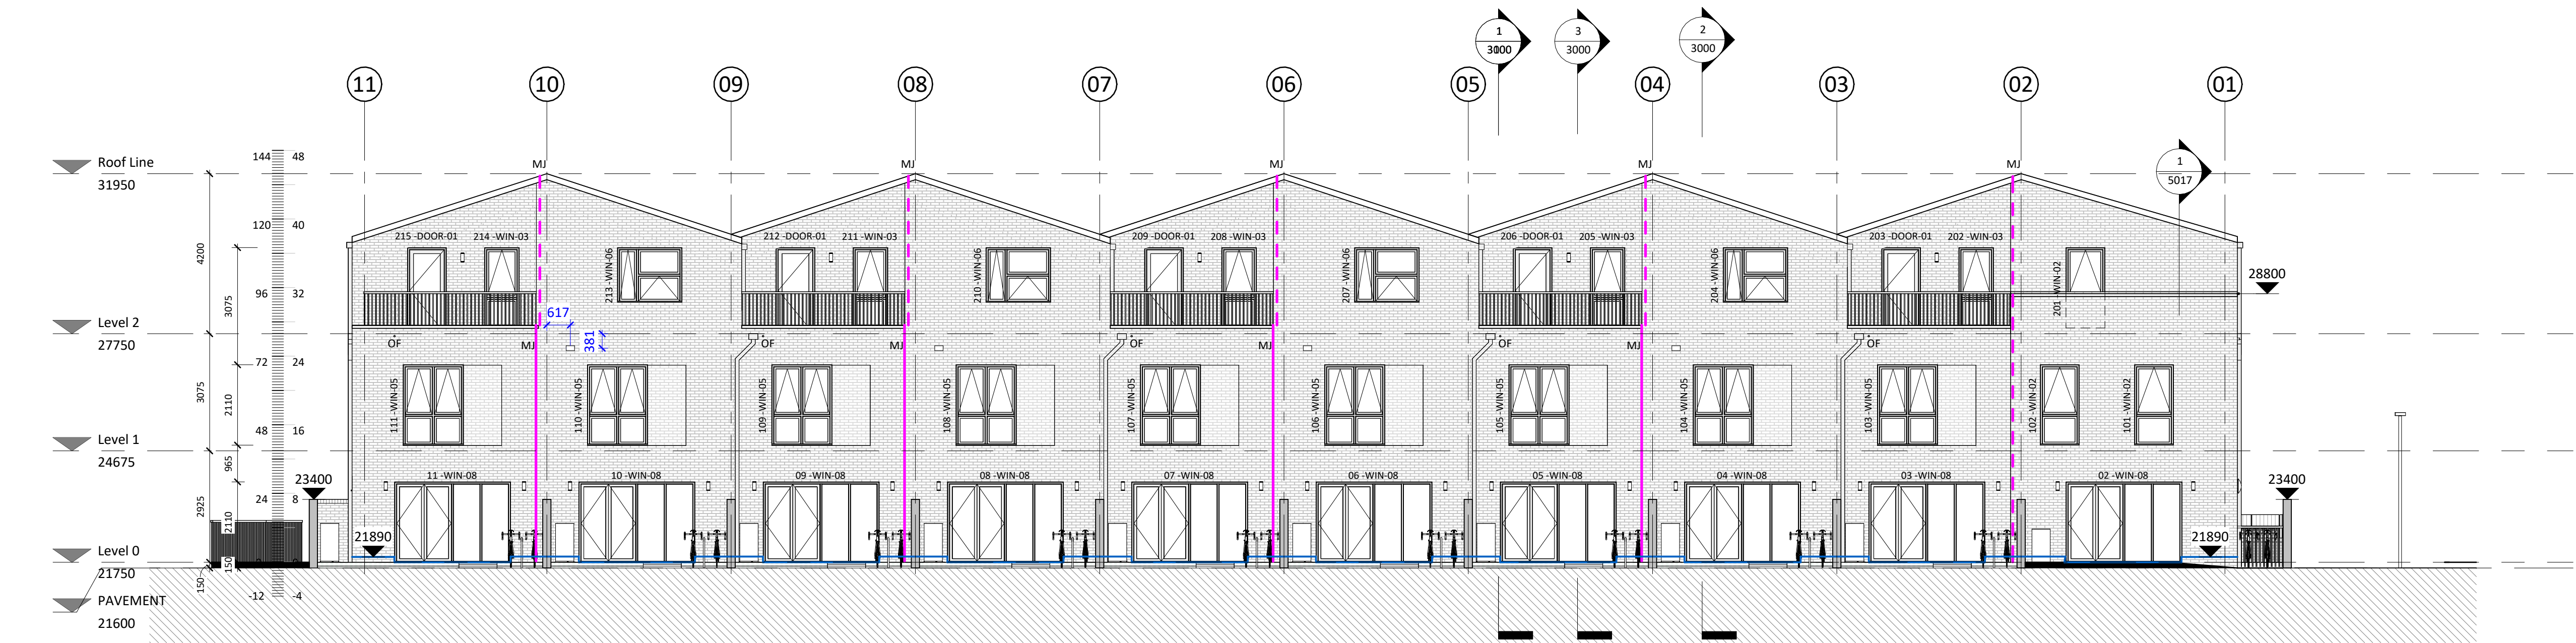 1
3100
3
3000
2
3000
11
10
09
08
07
06
05
04
03
02
01
1
5017
Roof Line
31950
144 48
120 40
96 32
72 24
48 16
24 8
-12 -4
4200
3075
2925
150
3075
2110
965
2110
150
MJ
MJ
MJ
MJ
MJ
215 -DOOR-01
214 -WIN-03
213 -WIN-06
212 -DOOR-01
211 -WIN-03
210 -WIN-06
209 -DOOR-01
208 -WIN-03
207 -WIN-06
206 -DOOR-01
205 -WIN-03
204 -WIN-06
203 -DOOR-01
202 -WIN-03
201 -WIN-02
28800
Level 2
27750
617
381
OF
MJ
OF
MJ
OF
MJ
OF
MJ
OF
111 -WIN-05
110 -WIN-05
109 -WIN-05
108 -WIN-05
107 -WIN-05
106 -WIN-05
105 -WIN-05
104 -WIN-05
103 -WIN-05
102 -WIN-02
101 -WIN-02
Level 1
24675
23400
11 -WIN-08
10 -WIN-08
09 -WIN-08
08 -WIN-08
07 -WIN-08
06 -WIN-08
05 -WIN-08
04 -WIN-08
03 -WIN-08
02 -WIN-08
23400
21890
21890
Level 0
21750
PAVEMENT
21600